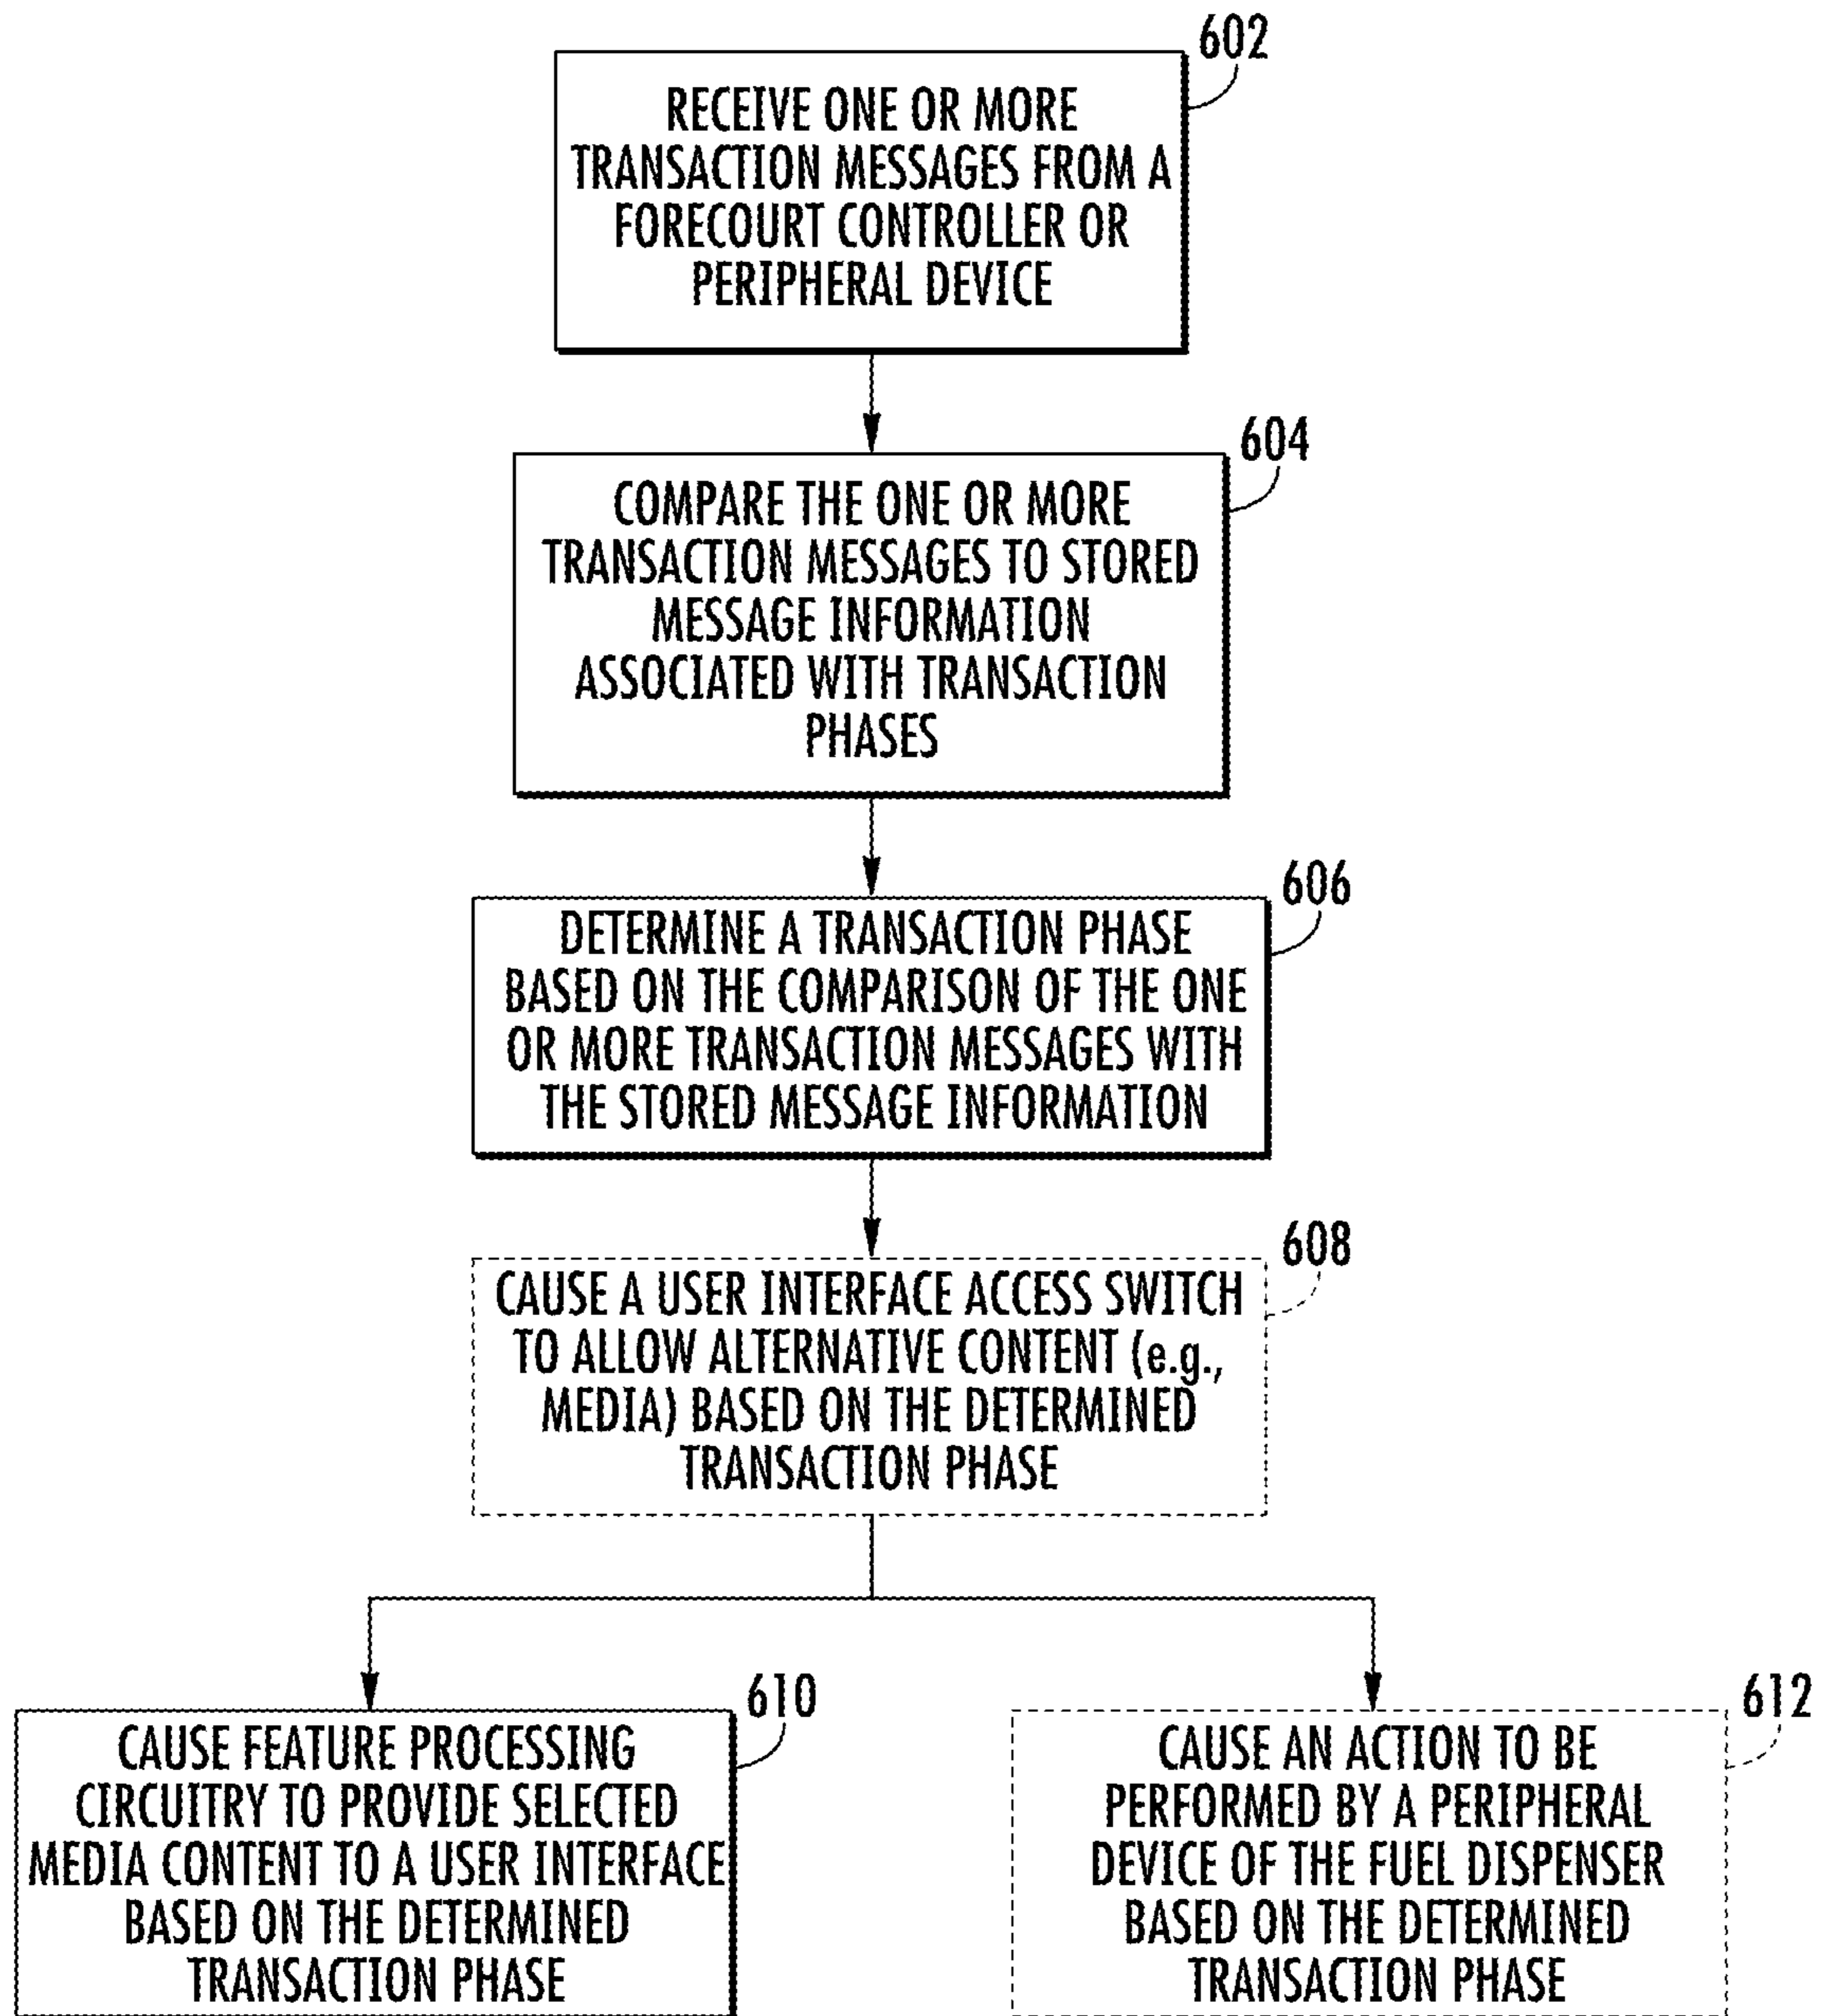 602
RECEIVE ONE OR MORE
TRANSACTION MESSAGES FROM A
FORECOURT CONTROLLER OR
PERIPHERAL DEVICE
604
COMPARE THE ONE OR MORE
TRANSACTION MESSAGES TO STORED
MESSAGE INFORMATION
ASSOCIATED WITH TRANSACTION
PHASES
606
DETERMINE A TRANSACTION PHASE
BASED ON THE COMPARISON OF THE ONE
OR MORE TRANSACTION MESSAGES WITH
THE STORED MESSAGE INFORMATION
608
CAUSE A USER INTERFACE ACCESS SWITCH
TO ALLOW ALTERNATIVE CONTENT (e.g.,
MEDIA) BASED ON THE DETERMINED
TRANSACTION PHASE
610
CAUSE FEATURE PROCESSING
CIRCUITRY TO PROVIDE SELECTED
MEDIA CONTENT TO A USER INTERFACE
BASED ON THE DETERMINED
TRANSACTION PHASE
612
CAUSE AN ACTION TO BE
PERFORMED BY A PERIPHERAL
DEVICE OF THE FUEL DISPENSER
BASED ON THE DETERMINED
TRANSACTION PHASE